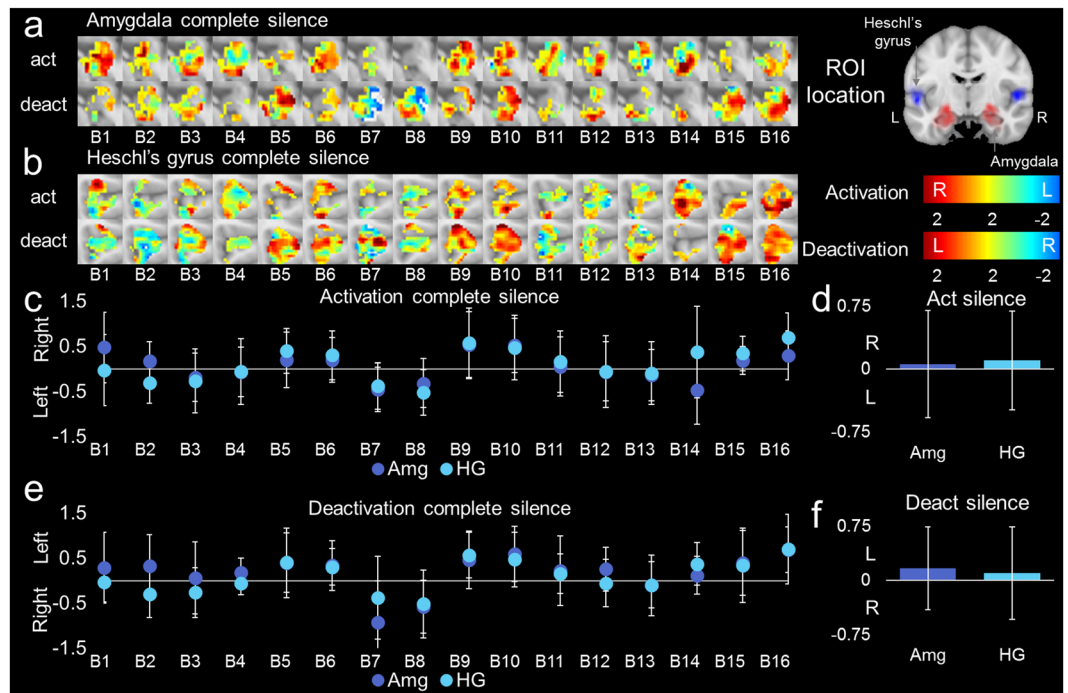 a Amygdala complete silence
act
deact
B1 B2 B3 B4 B5 B6 B7 B8 B9 B10 B11 B12 B13 B14 B15 B16
Heschl's
gyrus
ROI
location
L R
Amygdala
b Heschl's gyrus complete silence
act
deact
B1 B2 B3 B4 B5 B6 B7 B8 B9 B10 B11 B12 B13 B14 B15 B16
Activation R L
2 2 -2
Deactivation L R
2 2 -2
c Activation complete silence
Right
Left
1.5
0.5
-0.5
-1.5
B1 B2 B3 B4 B5 B6 B7 B8 B9 B10 B11 B12 B13 B14 B15 B16
Amg HG
d Act silence
0.75
R
0
L
-0.75
Amg HG
e Deactivation complete silence
Left
Right
1.5
0.5
-0.5
-1.5
B1 B2 B3 B4 B5 B6 B7 B8 B9 B10 B11 B12 B13 B14 B15 B16
Amg HG
f Deact silence
0.75
L
0
R
-0.75
Amg HG